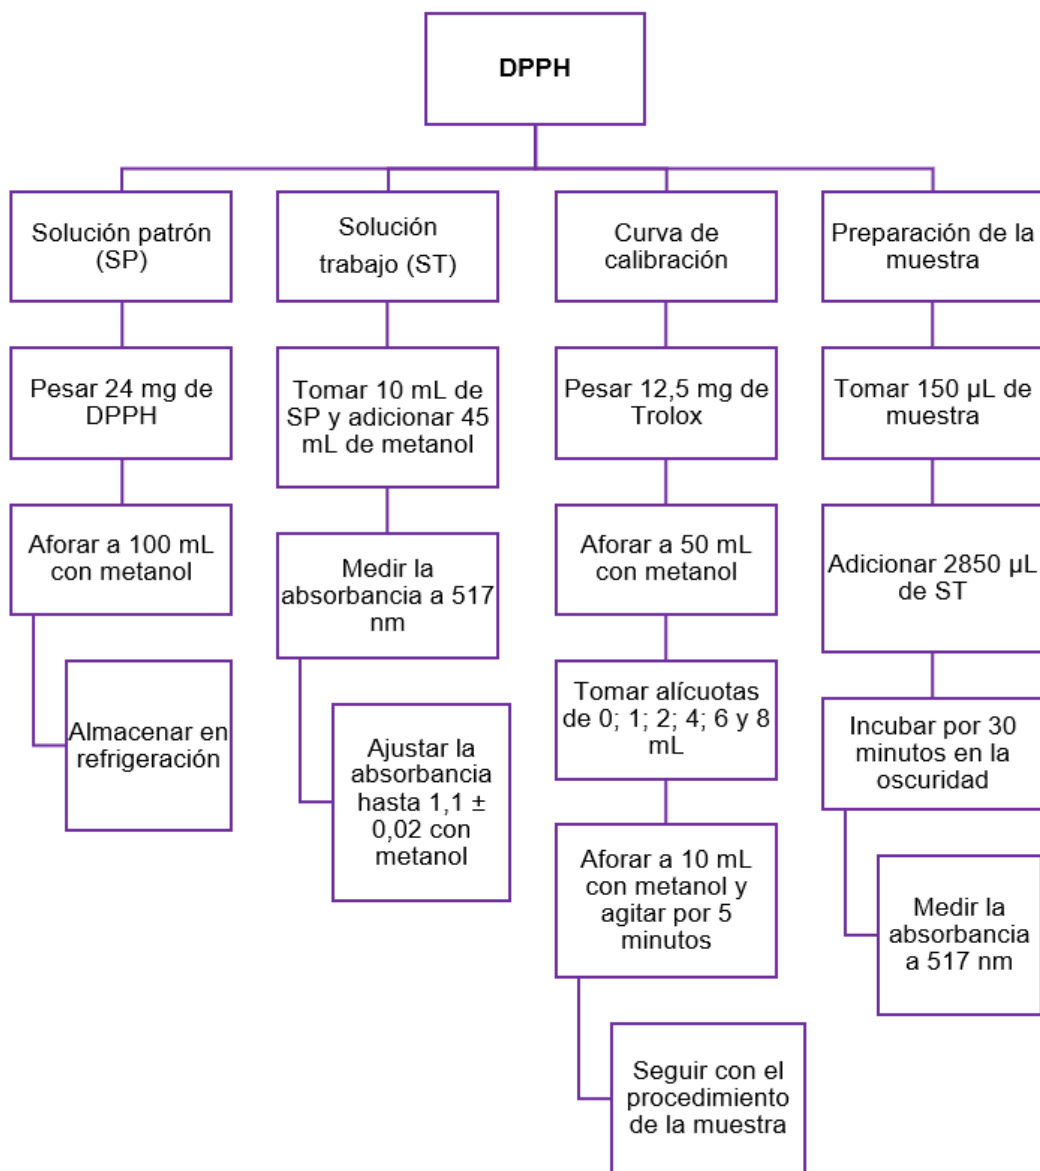 DPPH
Solución patrón
(SP)
Pesar 24 mg de
DPPH
Aforar a 100 mL
con metanol
Almacenar en
refrigeración
Solución
trabajo (ST)
Tomar 10 mL de
SP y adicionar 45
mL de metanol
Medir la
absorbancia a 517
nm
Ajustar la
absorbancia
hasta 1,1 ±
0,02 con
metanol
Curva de
calibración
Pesar 12,5 mg de
Trolox
Aforar a 50 mL
con metanol
Tomar alícuotas
de 0; 1; 2; 4; 6 y 8
mL
Aforar a 10 mL
con metanol y
agitar por 5
minutos
Seguir con el
procedimiento
de la muestra
Preparación de la
muestra
Tomar 150 µL de
muestra
Adicionar 2850 µL
de ST
Incubar por 30
minutos en la
oscuridad
Medir la
absorbancia
a 517 nm